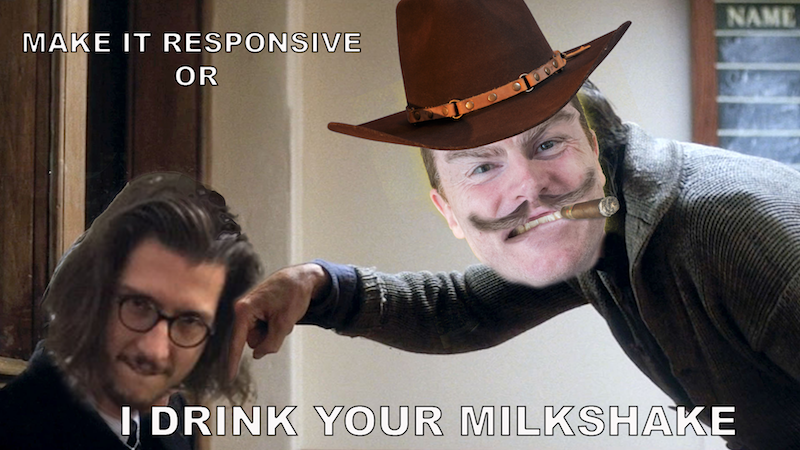 NAME
MAKE IT RESPONSIVE
OR
I DRINK YOUR MILKSHAKE